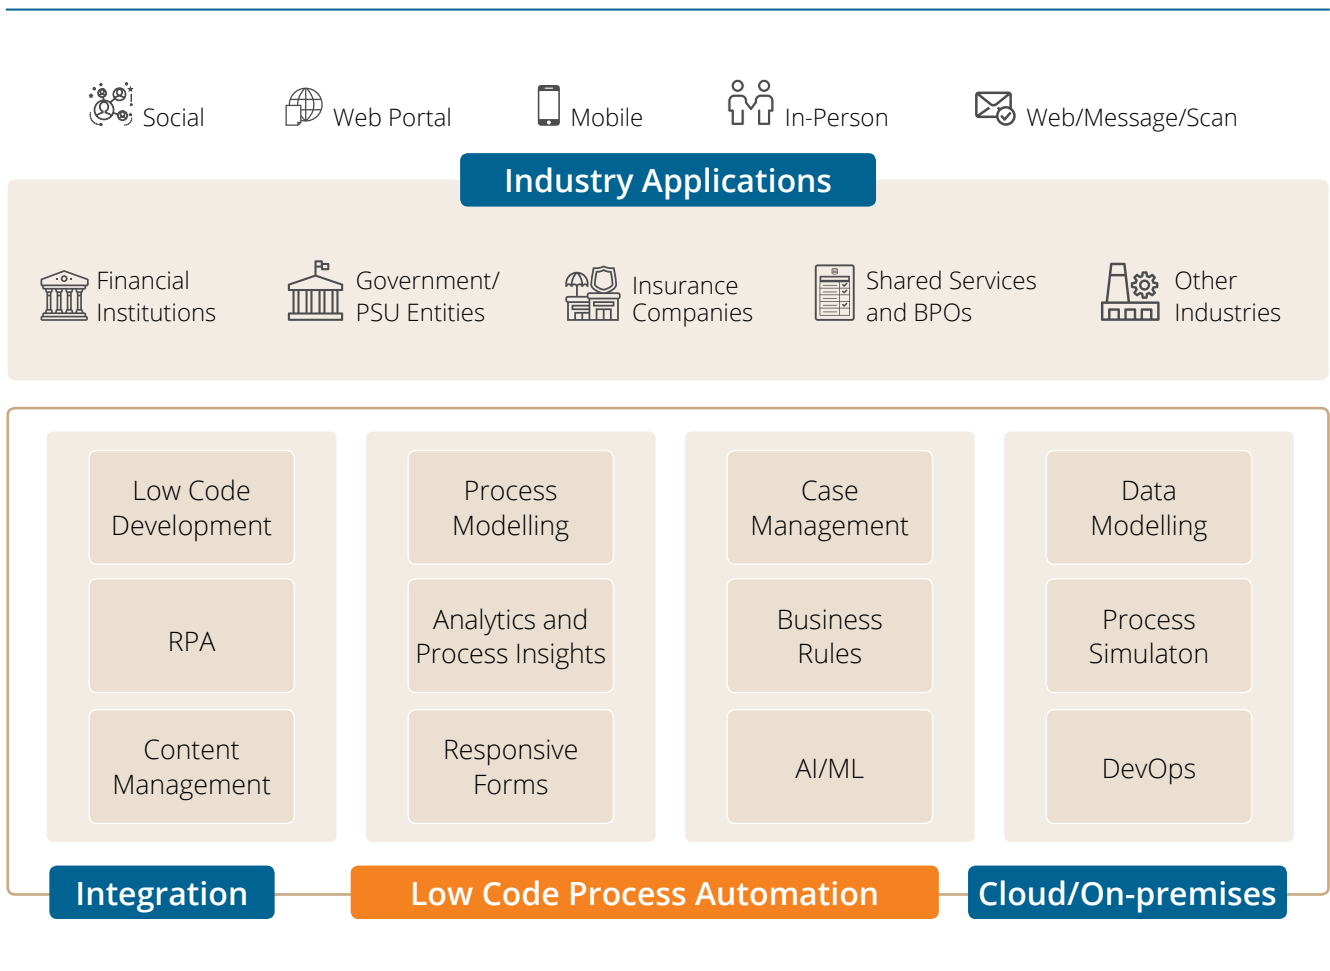 Social
Web Portal
Mobile
In-Person
Web/Message/Scan
Industry Applications
Financial
Institutions
Government/
PSU Entities
Insurance
Companies
Shared Services
and BPOs
Other
Industries
Low Code
Development
Process
Modelling
Case
Management
Data
Modelling
RPA
Analytics and
Process Insights
Business
Rules
Process
Simulaton
Content
Management
Responsive
Forms
AI/ML
DevOps
Integration
Low Code Process Automation
Cloud/On-premises